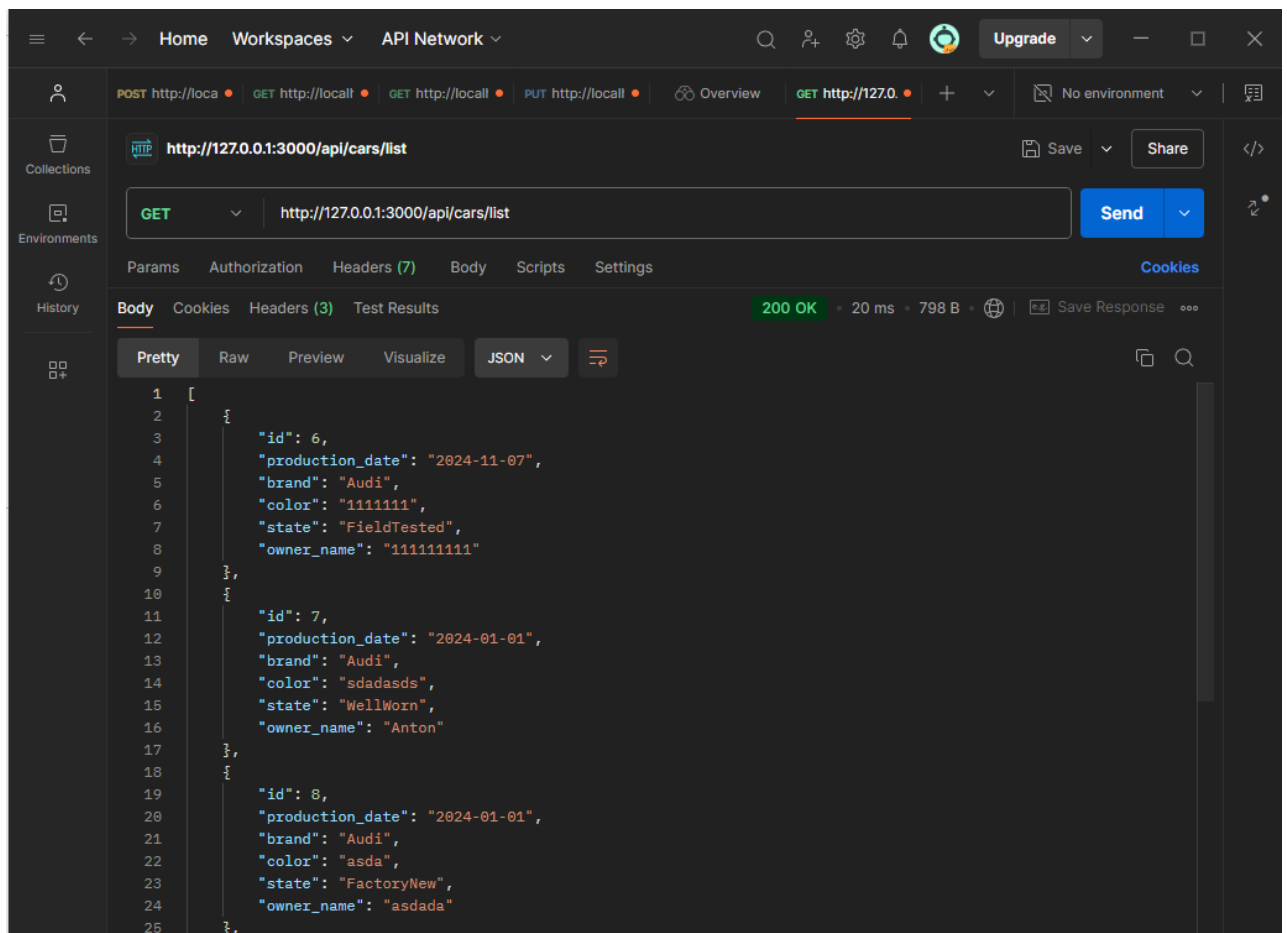 Home Workspaces API Network Upgrade
POST http://loca GET http://locall GET http://locall PUT http://locall Overview GET http://127.0. No environment
Collections
Environments
History
HTTP http://127.0.0.1:3000/api/cars/list Save Share
GET http://127.0.0.1:3000/api/cars/list Send
Params Authorization Headers (7) Body Scripts Settings Cookies
Body Cookies Headers (3) Test Results 200 OK 20 ms 798 B e.g. Save Response
Pretty Raw Preview Visualize JSON
1 [
2 {
3 "id": 6,
4 "production_date": "2024-11-07",
5 "brand": "Audi",
6 "color": "1111111",
7 "state": "FieldTested",
8 "owner_name": "111111111"
9 },
10 {
11 "id": 7,
12 "production_date": "2024-01-01",
13 "brand": "Audi",
14 "color": "sdadasds",
15 "state": "WellWorn",
16 "owner_name": "Anton"
17 },
18 {
19 "id": 8,
20 "production_date": "2024-01-01",
21 "brand": "Audi",
22 "color": "asda",
23 "state": "FactoryNew",
24 "owner_name": "asdada"
25 },